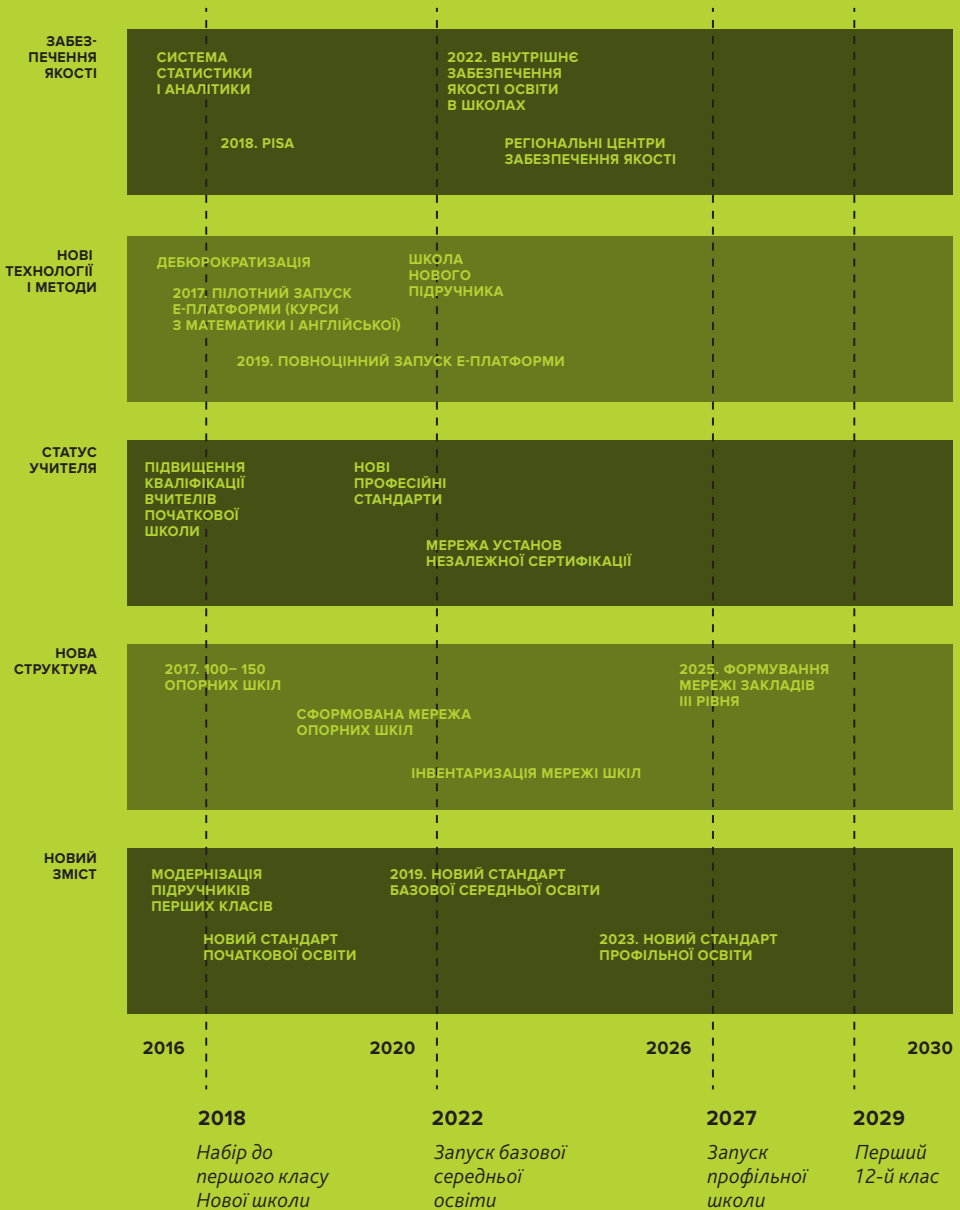 ЗАБЕЗ-
ПЕЧЕННЯ
ЯКОСТІ
СИСТЕМА
СТАТИСТИКИ
І АНАЛІТИКИ
2022. ВНУТРІШНЄ
ЗАБЕЗПЕЧЕННЯ
ЯКОСТІ ОСВІТИ
В ШКОЛАХ
2018. PISA
РЕГІОНАЛЬНІ ЦЕНТРИ
ЗАБЕЗПЕЧЕННЯ ЯКОСТІ
НОВІ
ТЕХНОЛОГІЇ
І МЕТОДИ
ДЕБЮРОКРАТИЗАЦІЯ
ШКОЛА
НОВОГО
ПІДРУЧНИКА
2017. ПІЛОТНИЙ ЗАПУСК
Е-ПЛАТФОРМИ (КУРСИ
З МАТЕМАТИКИ І АНГЛІЙСЬКОЇ)
2019. ПОВНОЦІННИЙ ЗАПУСК Е-ПЛАТФОРМИ
СТАТУС
УЧИТЕЛЯ
ПІДВИЩЕННЯ
КВАЛІФІКАЦІЇ
ВЧИТЕЛІВ
ПОЧАТКОВОЇ
ШКОЛИ
НОВІ
ПРОФЕСІЙНІ
СТАНДАРТИ
МЕРЕЖА УСТАНОВ
НЕЗАЛЕЖНОЇ СЕРТИФІКАЦІЇ
НОВА
СТРУКТУРА
2017. 100– 150
ОПОРНИХ ШКІЛ
СФОРМОВАНА МЕРЕЖА
ОПОРНИХ ШКІЛ
ІНВЕНТАРИЗАЦІЯ МЕРЕЖІ ШКІЛ
2025. ФОРМУВАННЯ
МЕРЕЖІ ЗАКЛАДІВ
ІІІ РІВНЯ
НОВИЙ
ЗМІСТ
МОДЕРНІЗАЦІЯ
ПІДРУЧНИКІВ
ПЕРШИХ КЛАСІВ
2019. НОВИЙ СТАНДАРТ
БАЗОВОЇ СЕРЕДНЬОЇ ОСВІТИ
НОВИЙ СТАНДАРТ
ПОЧАТКОВОЇ ОСВІТИ
2023. НОВИЙ СТАНДАРТ
ПРОФІЛЬНОЇ ОСВІТИ
2016 2020 2026 2030
2018
Набір до
першого класу
Нової школи
2022
Запуск базової
середньої
освіти
2027
Запуск
профільної
школи
2029
Перший
12-й клас